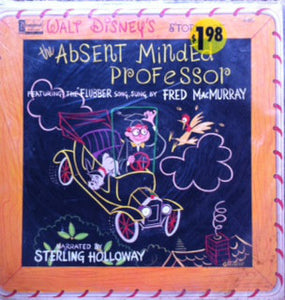 WALT DISNEY'S STO
$1.98
the ABSENT MINDED
PROFESSOR
FEATURING THE FLUBBER SONG SUNG BY FRED MACMURRAY
NARRATED BY
STERLING HOLLOWAY